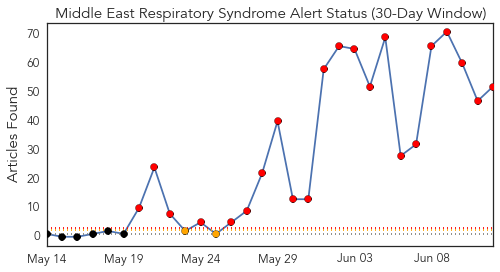 Middle East Respiratory Syndrome Alert Status (30-Day Window)
Articles Found
70
60
50
40
30
20
10
0
May 14 May 19 May 24 May 29 Jun 03 Jun 08